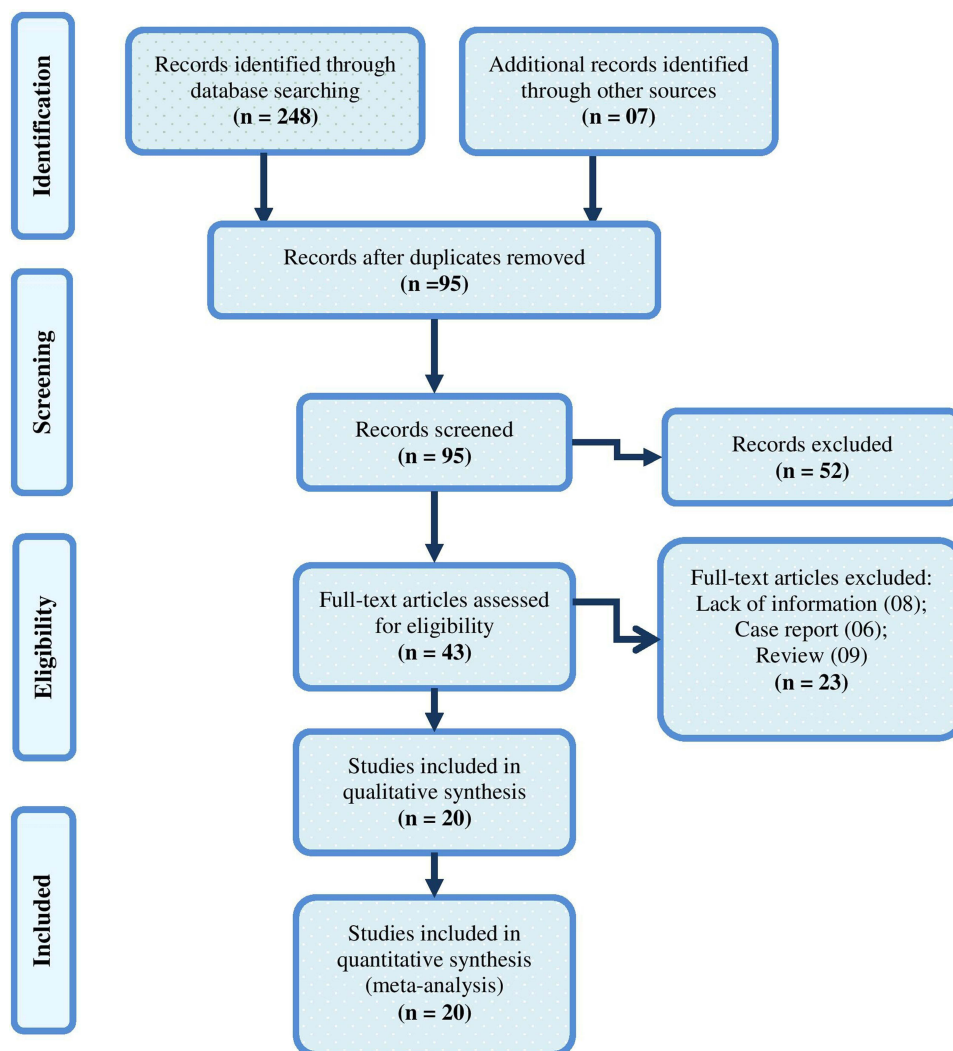 Identification
Records identified through
database searching
(n = 248)
Additional records identified
through other sources
(n = 07)
Records after duplicates removed
(n =95)
Screening
Records screened
(n = 95)
Records excluded
(n = 52)
Eligibility
Full-text articles assessed
for eligibility
(n = 43)
Full-text articles excluded:
Lack of information (08);
Case report (06);
Review (09)
(n = 23)
Studies included in
qualitative synthesis
(n = 20)
Included
Studies included in
quantitative synthesis
(meta-analysis)
(n = 20)